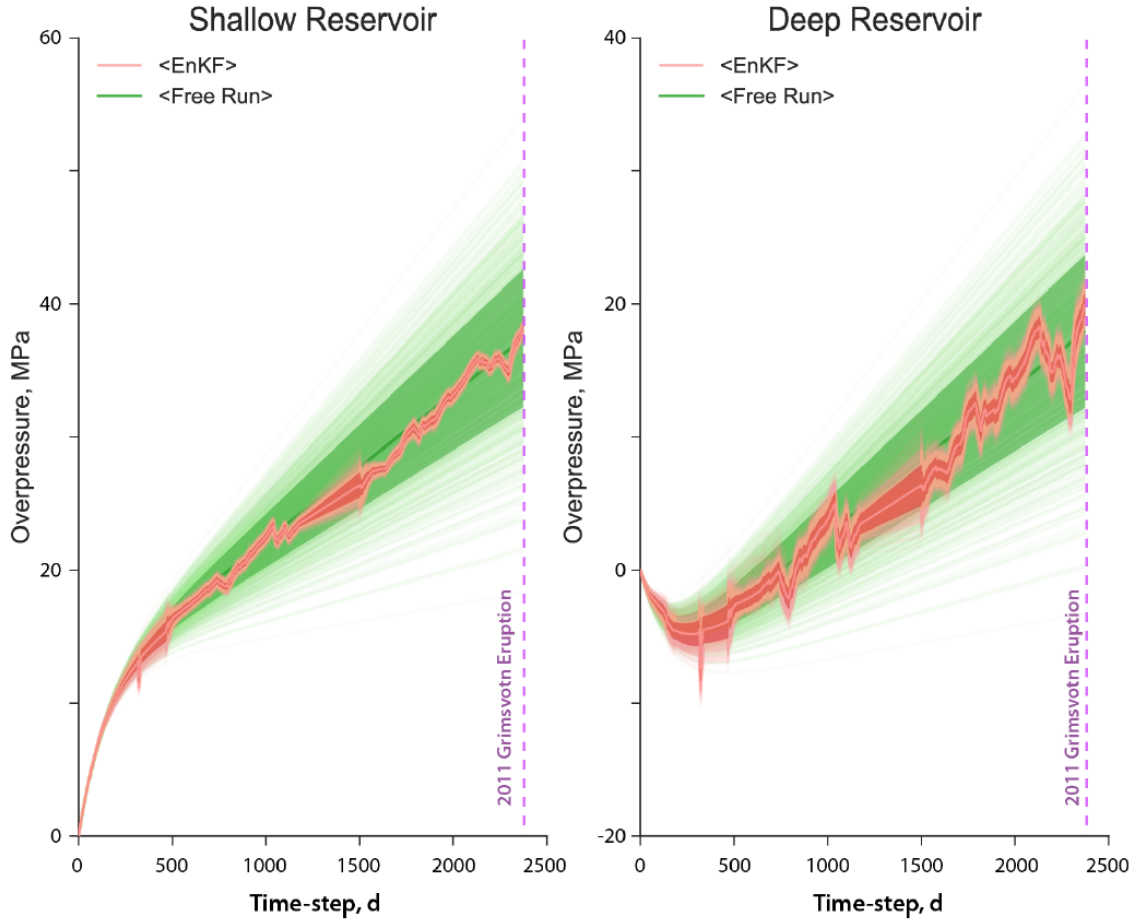 Shallow Reservoir
60
40
20
0
Overpressure, MPa
<EnKF>
<Free Run>
2011 Grimsvotn Eruption
0
500
1000
1500
2000
2500
Time-step, d
Deep Reservoir
40
20
0
-20
Overpressure, MPa
<EnKF>
<Free Run>
2011 Grimsvotn Eruption
0
500
1000
1500
2000
2500
Time-step, d